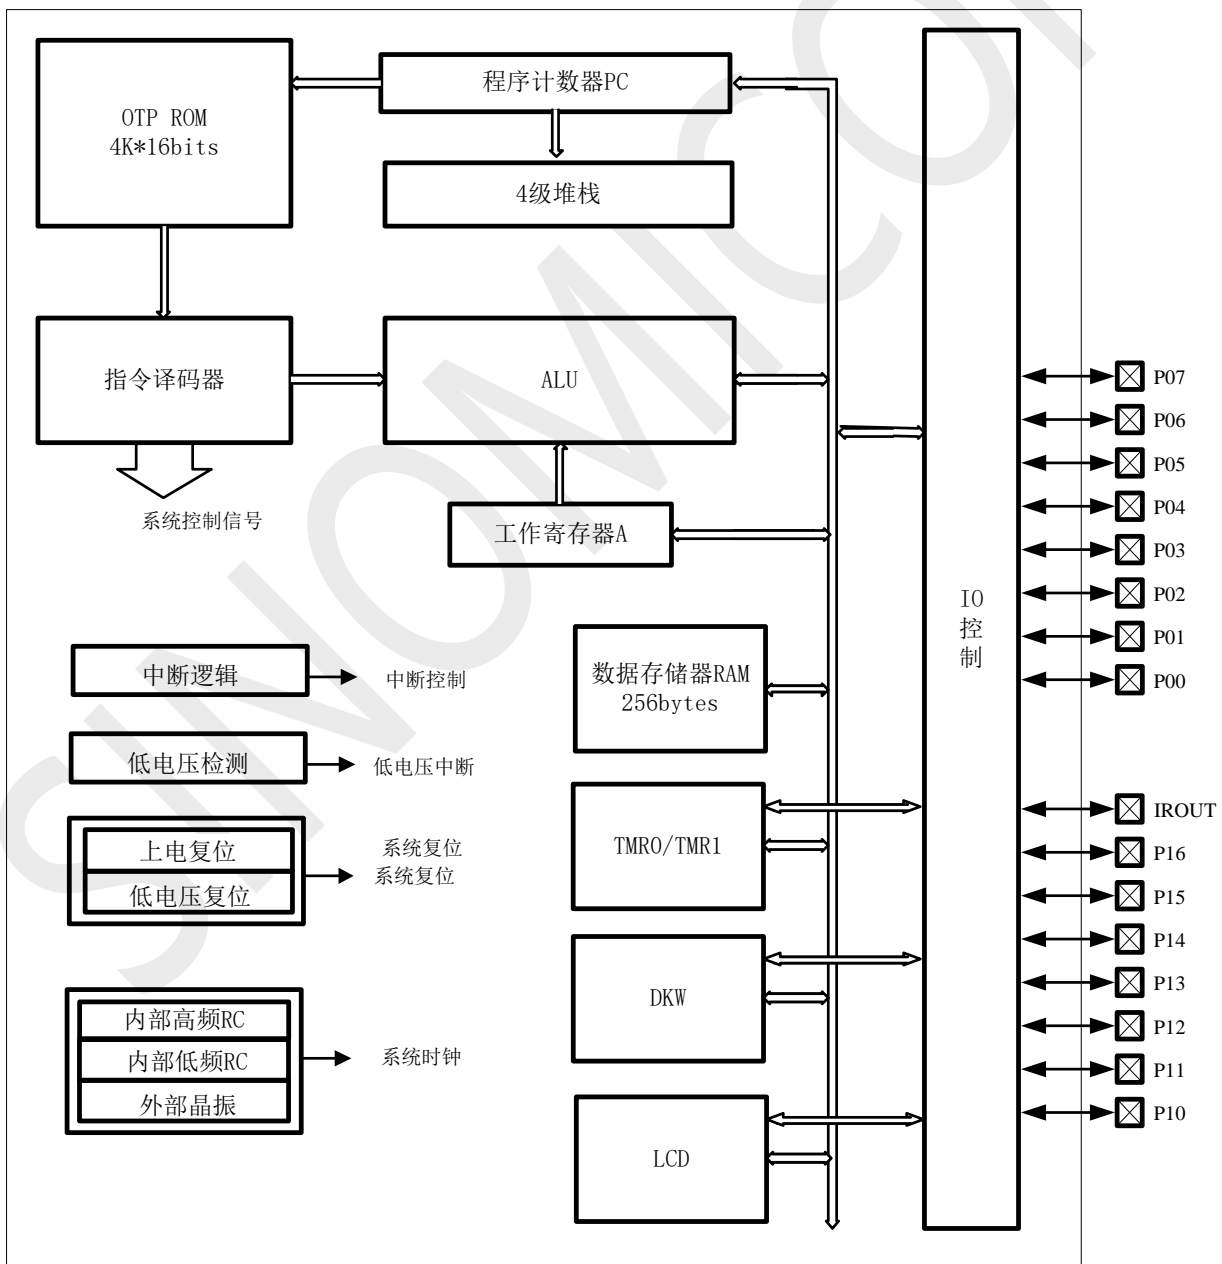 程序计数器PC
OTP ROM
4K*16bits
4级堆栈
指令译码器
ALU
系统控制信号
工作寄存器A
IO
控
制
中断逻辑
中断控制
数据存储器RAM
256bytes
低电压检测
低电压中断
上电复位
低电压复位
系统复位
系统复位
TMR0/TMR1
DKW
内部高频RC
内部低频RC
外部晶振
系统时钟
LCD
P07
P06
P05
P04
P03
P02
P01
P00
IROUT
P16
P15
P14
P13
P12
P11
P10
SINOMICON